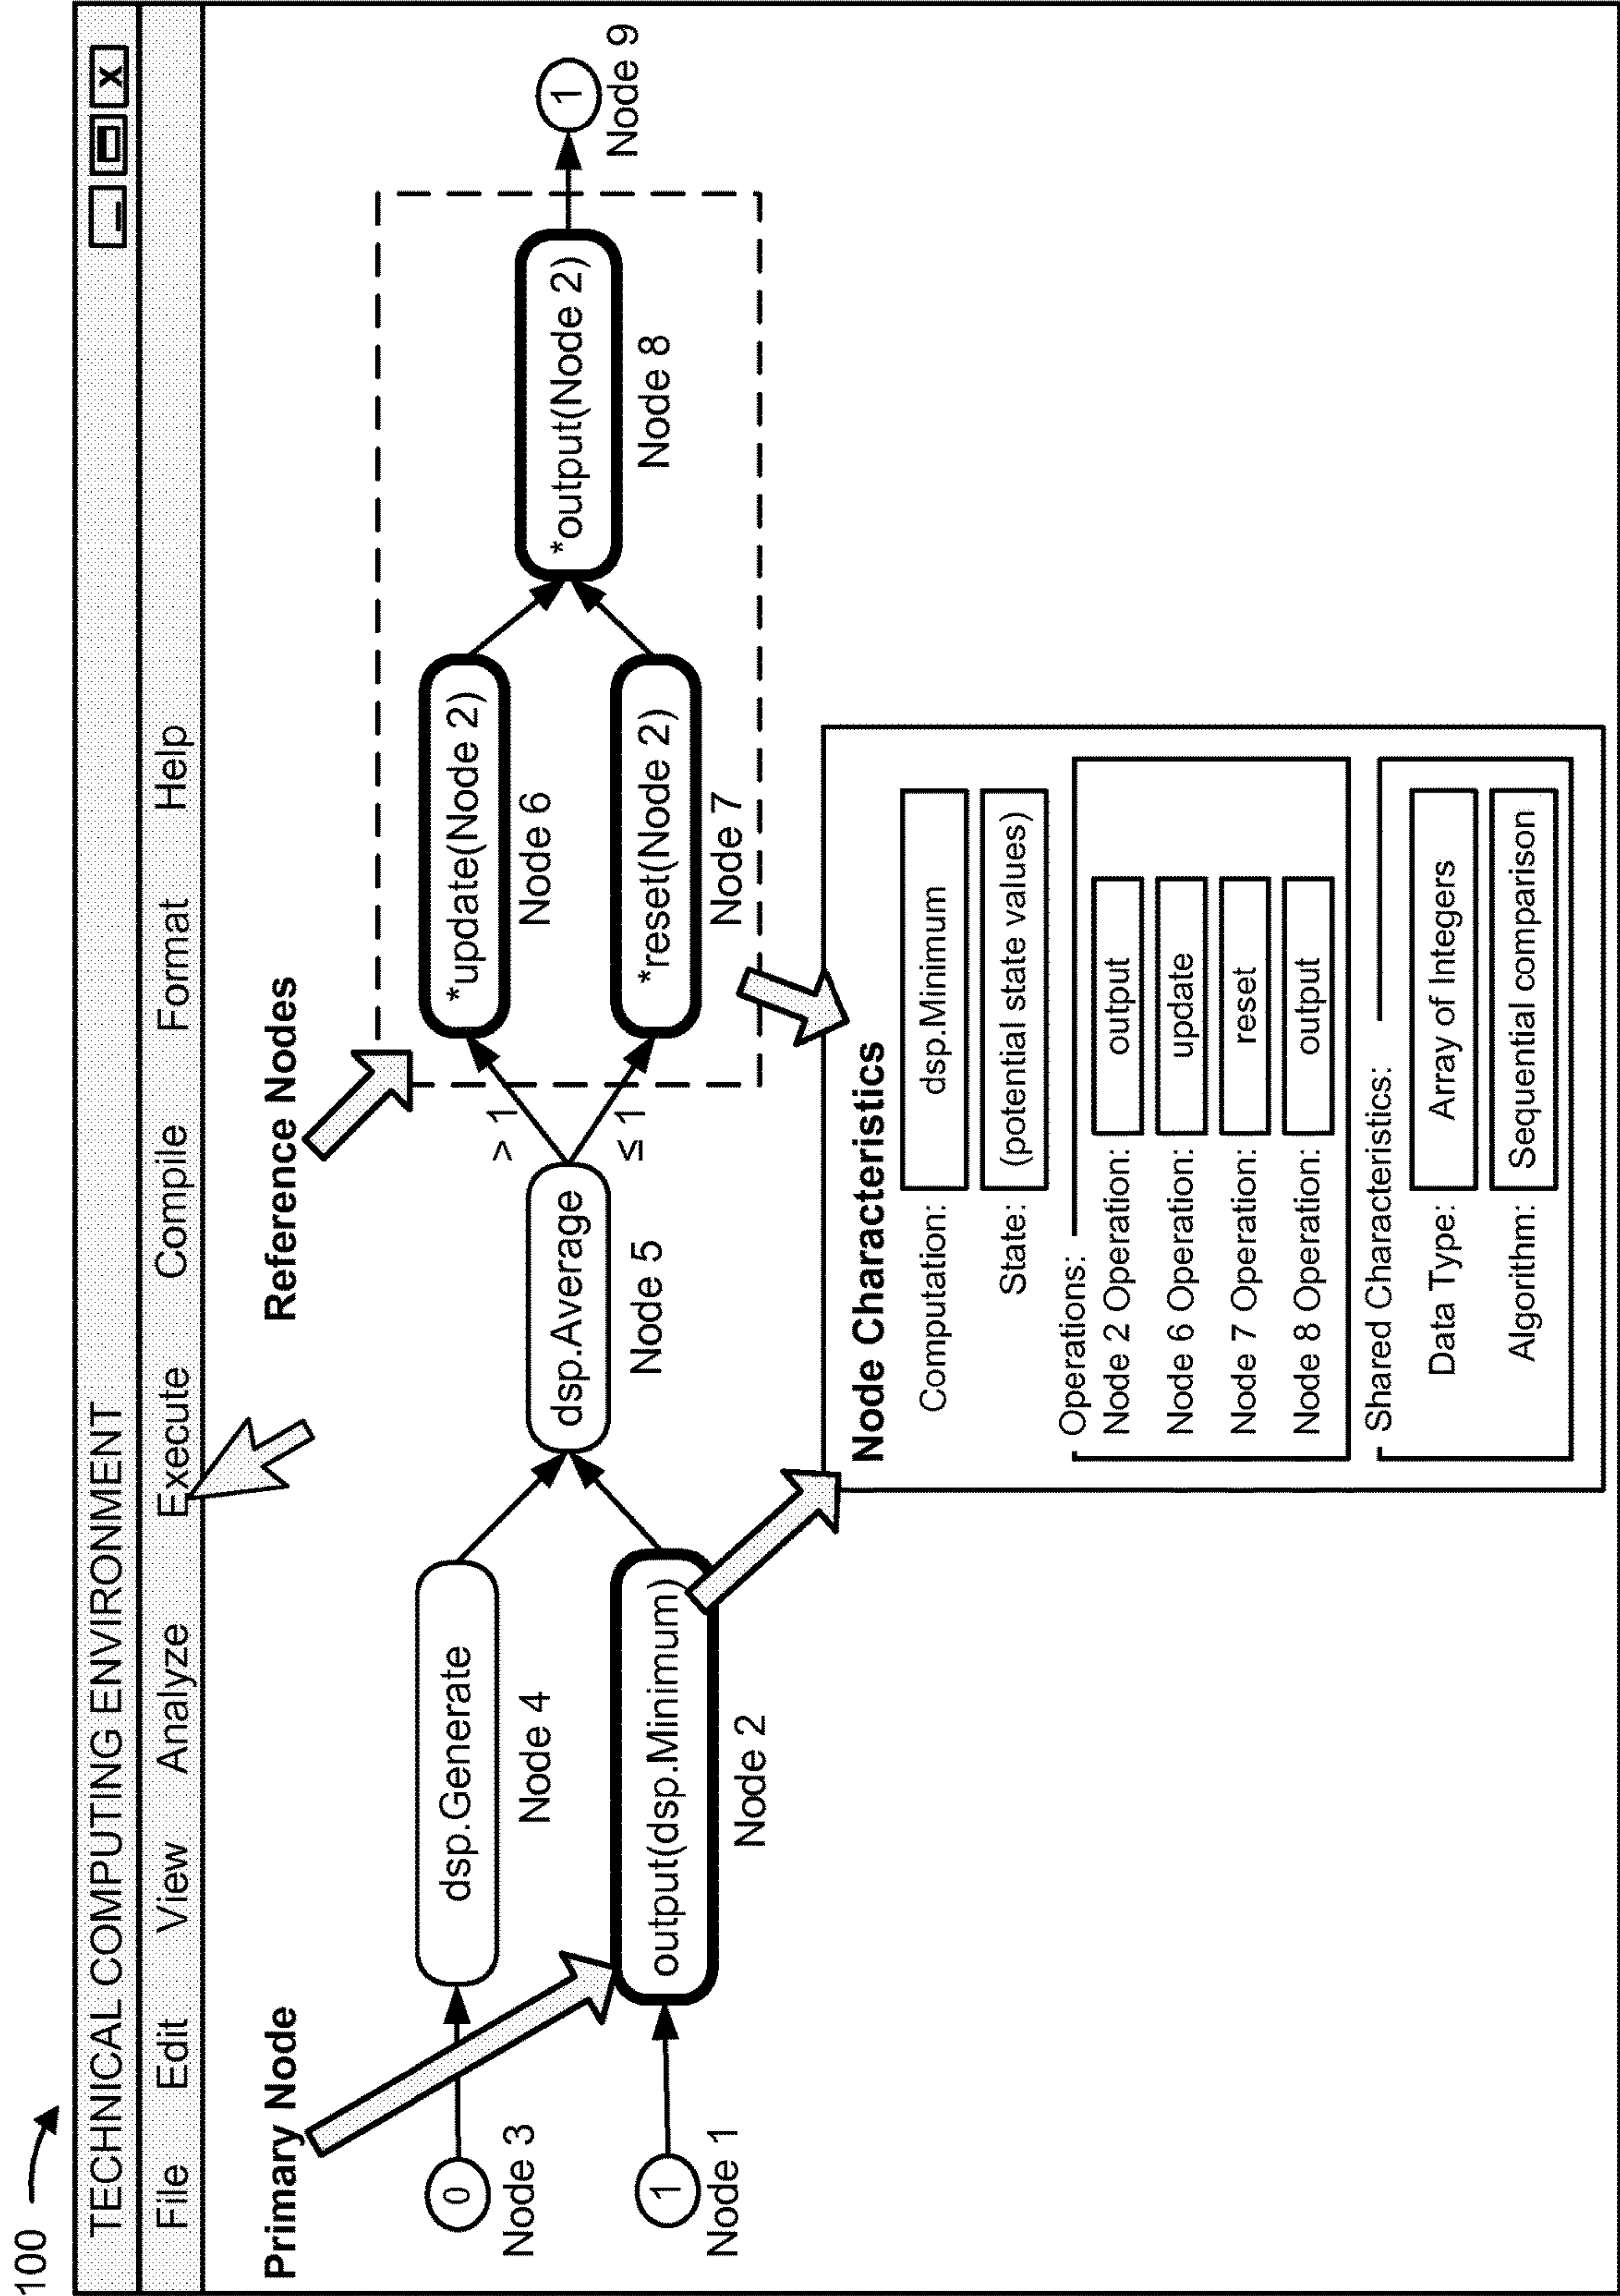 100
TECHNICAL COMPUTING ENVIRONMENT
_ X
File Edit View Analyze Execute Compile Format Help
Primary Node
Reference Nodes
0
Node 3
dsp.Generate
Node 4
1
Node 1
output(dsp.Minimum)
Node 2
dsp.Average
Node 5
> 1
≤ 1
*update(Node 2)
Node 6
*reset(Node 2)
Node 7
*output(Node 2)
Node 8
1
Node 9
Node Characteristics
Computation: dsp.Minimum
State: (potential state values)
Operations:
Node 2 Operation: output
Node 6 Operation: update
Node 7 Operation: reset
Node 8 Operation: output
Shared Characteristics:
Data Type: Array of Integers
Algorithm: Sequential comparison